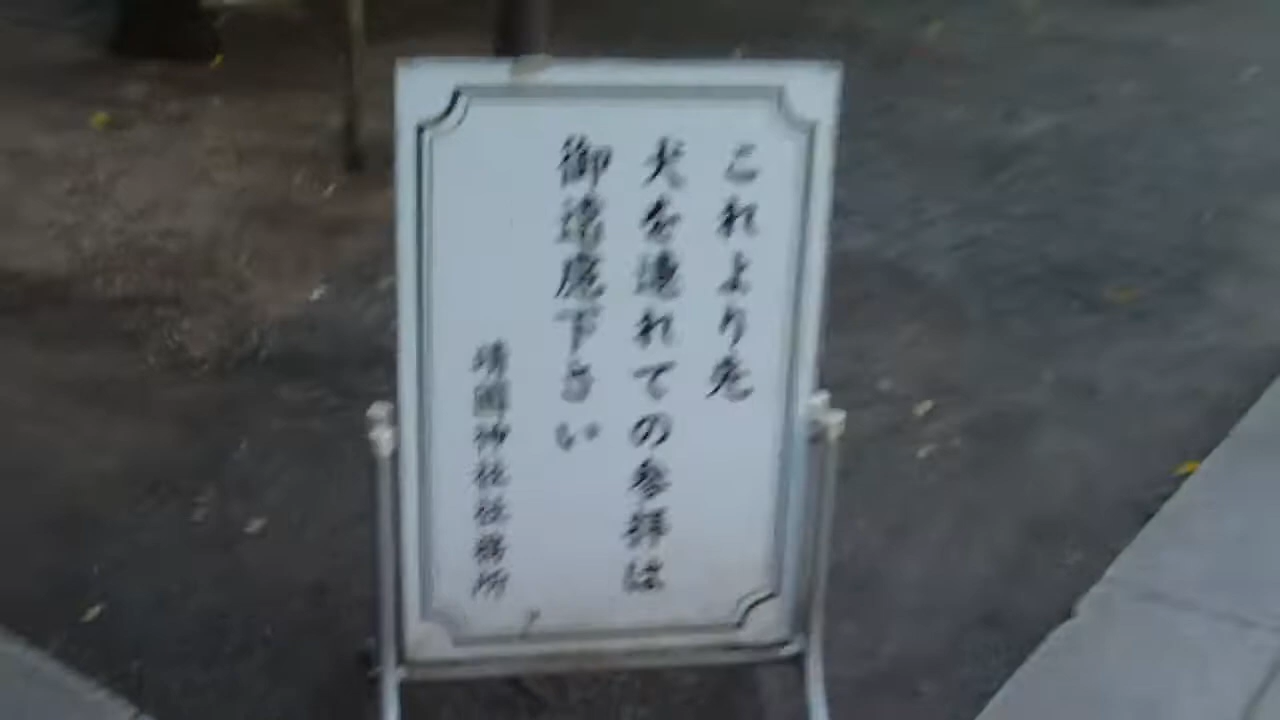 これより先
犬を連れての参拝は
御遠慮下さい
靖國神社社務所